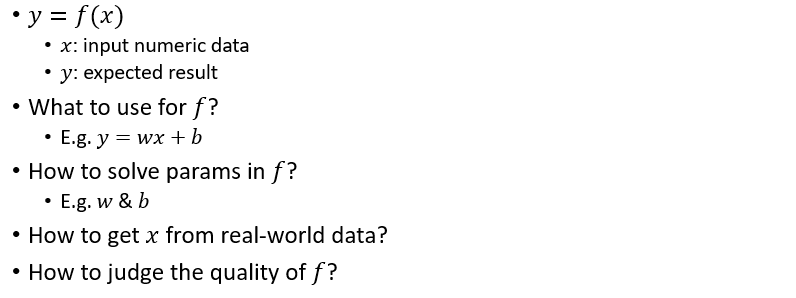 • y = f(x)
• x: input numeric data
• y: expected result
• What to use for f?
• E.g. y = wx + b
• How to solve params in f?
• E.g. w & b
• How to get x from real-world data?
• How to judge the quality of f?